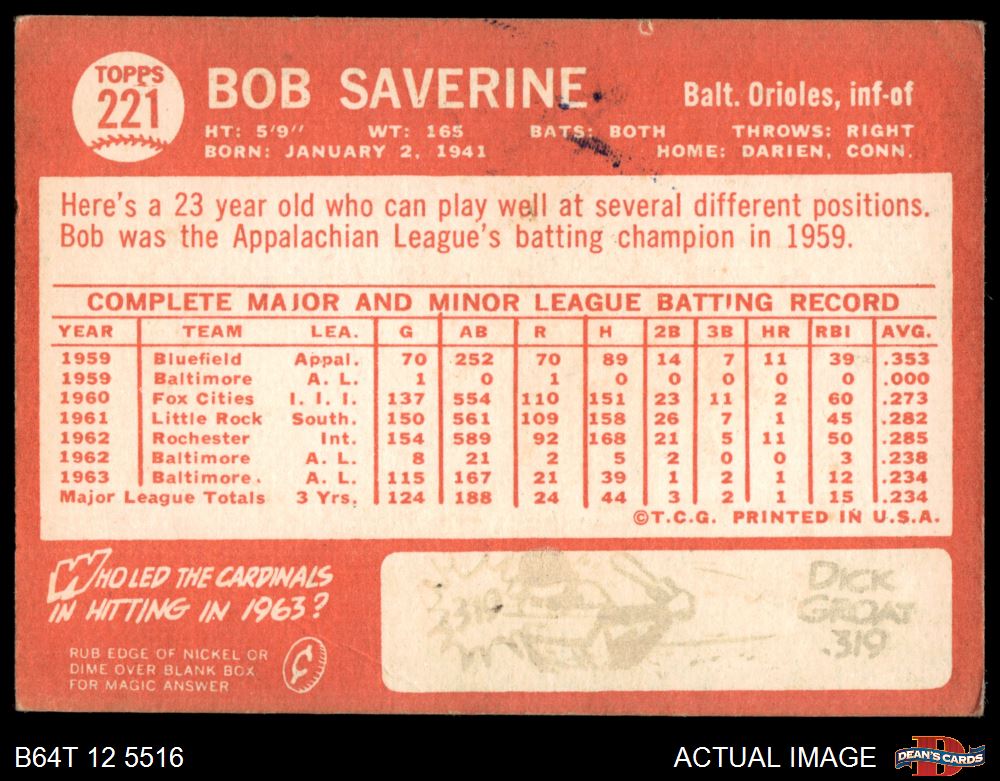 TOPPS
221
BOB SAVERINE
Balt. Orioles, inf-of
HT: 5'9" WT: 165 BATS: BOTH THROWS: RIGHT
BORN: JANUARY 2, 1941 HOME: DARIEN, CONN.
Here's a 23 year old who can play well at several different positions.
Bob was the Appalachian League's batting champion in 1959.
COMPLETE MAJOR AND MINOR LEAGUE BATTING RECORD
YEAR TEAM LEA. G AB R H 2B 3B HR RBI AVG.
1959 Bluefield Appal. 70 252 70 89 14 7 11 39 .353
1959 Baltimore A. L. 1 0 1 0 0 0 0 0 .000
1960 Fox Cities I. I. I. 137 554 110 151 23 11 2 60 .273
1961 Little Rock South. 150 561 109 158 26 7 1 45 .282
1962 Rochester Int. 154 589 92 168 21 5 11 50 .285
1962 Baltimore A. L. 8 21 2 5 2 0 0 3 .238
1963 Baltimore. A. L. 115 167 21 39 1 2 1 12 .234
Major League Totals 3 Yrs. 124 188 24 44 3 2 1 15 .234
©T.C.G. PRINTED IN U.S.A.
WHO LED THE CARDINALS
IN HITTING IN 1963?
RUB EDGE OF NICKEL OR
DIME OVER BLANK BOX
FOR MAGIC ANSWER
.319
DICK
GROAT
.319
B64T 12 5516
ACTUAL IMAGE
D
DEAN'S CARDS